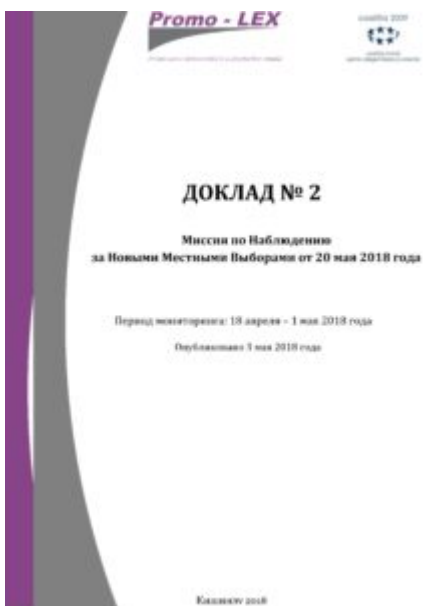 Promo - LEX
ДОКЛАД № 2
Миссия по Наблюдению
за Новыми Местными Выборами от 20 мая 2018 года
Период мониторинга: 18 апреля – 1 мая 2018 года
Опубликовано 3 мая 2018 года
Кишинэу 2018